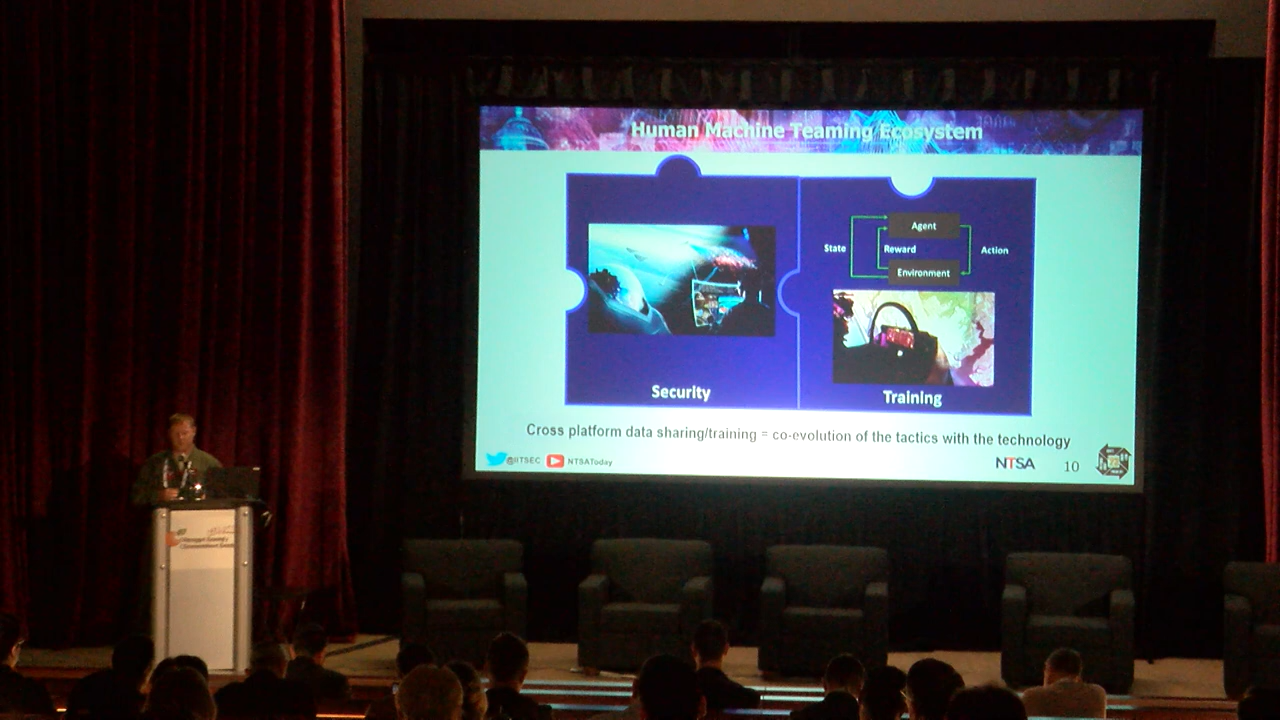 Human Machine Teaming Ecosystem
Agent
State
Reward
Action
Environment
Security
Training
Cross platform data sharing/training = co-evolution of the tactics with the technology
@IITSEC
NTSAToday
NTSA
10